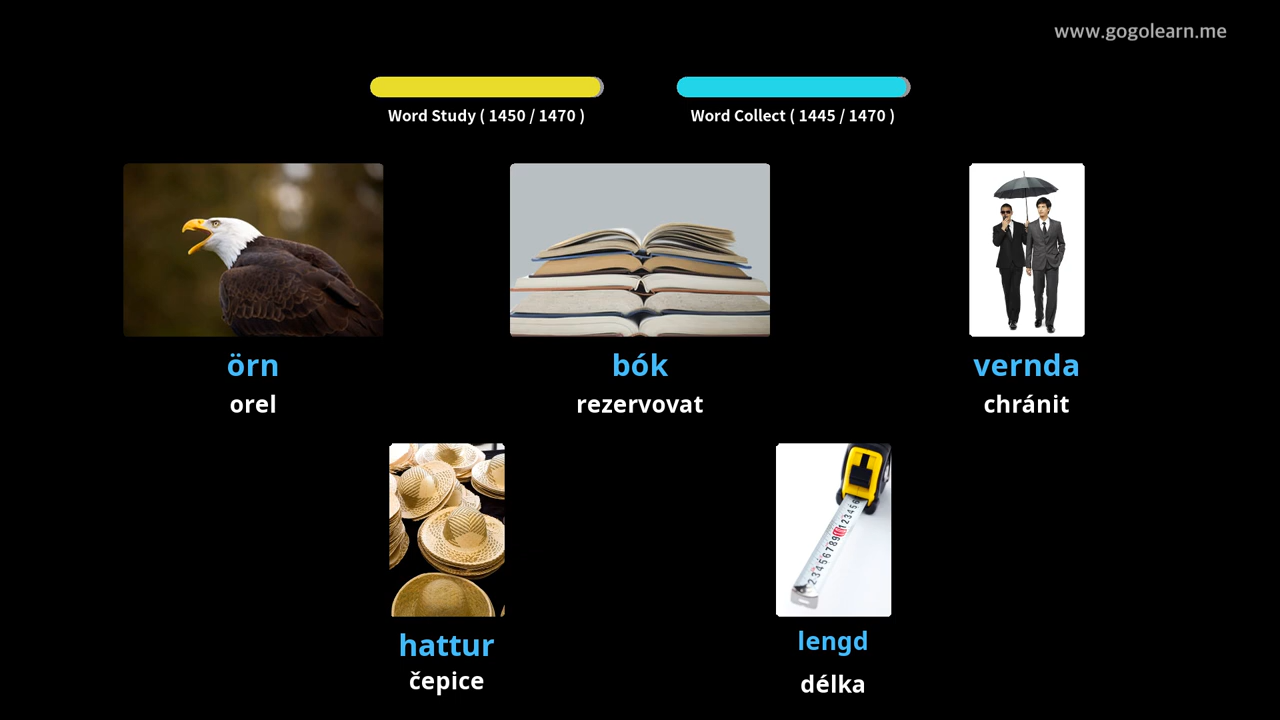 www.gogolearn.me
Word Study ( 1450 / 1470 )
Word Collect ( 1445 / 1470 )
örn
orel
bók
rezervovat
vernda
chránit
hattur
čepice
lengd
délka